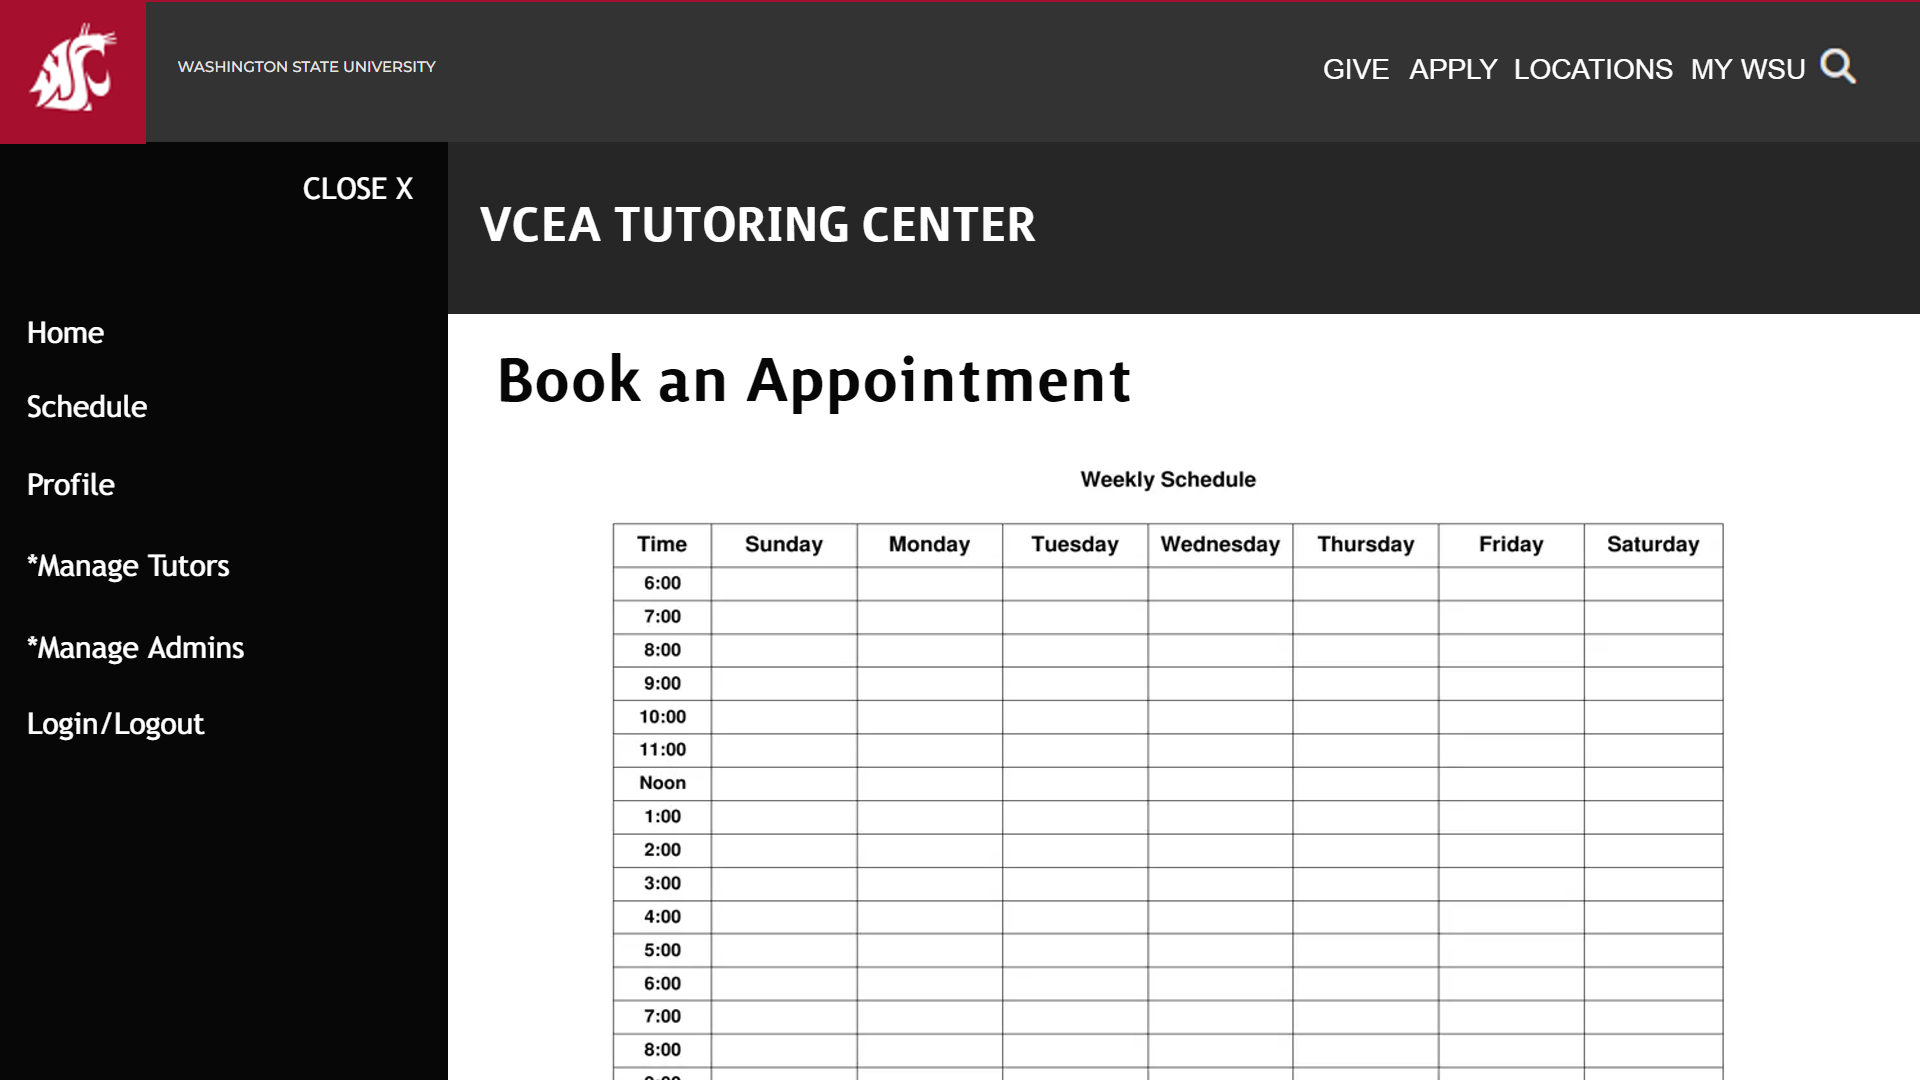 WASHINGTON STATE UNIVERSITY
GIVE APPLY LOCATIONS MY WSU
CLOSE X
Home
Schedule
Profile
*Manage Tutors
*Manage Admins
Login/Logout
VCEA TUTORING CENTER
Book an Appointment
Weekly Schedule
Time Sunday Monday Tuesday Wednesday Thursday Friday Saturday
6:00
7:00
8:00
9:00
10:00
11:00
Noon
1:00
2:00
3:00
4:00
5:00
6:00
7:00
8:00